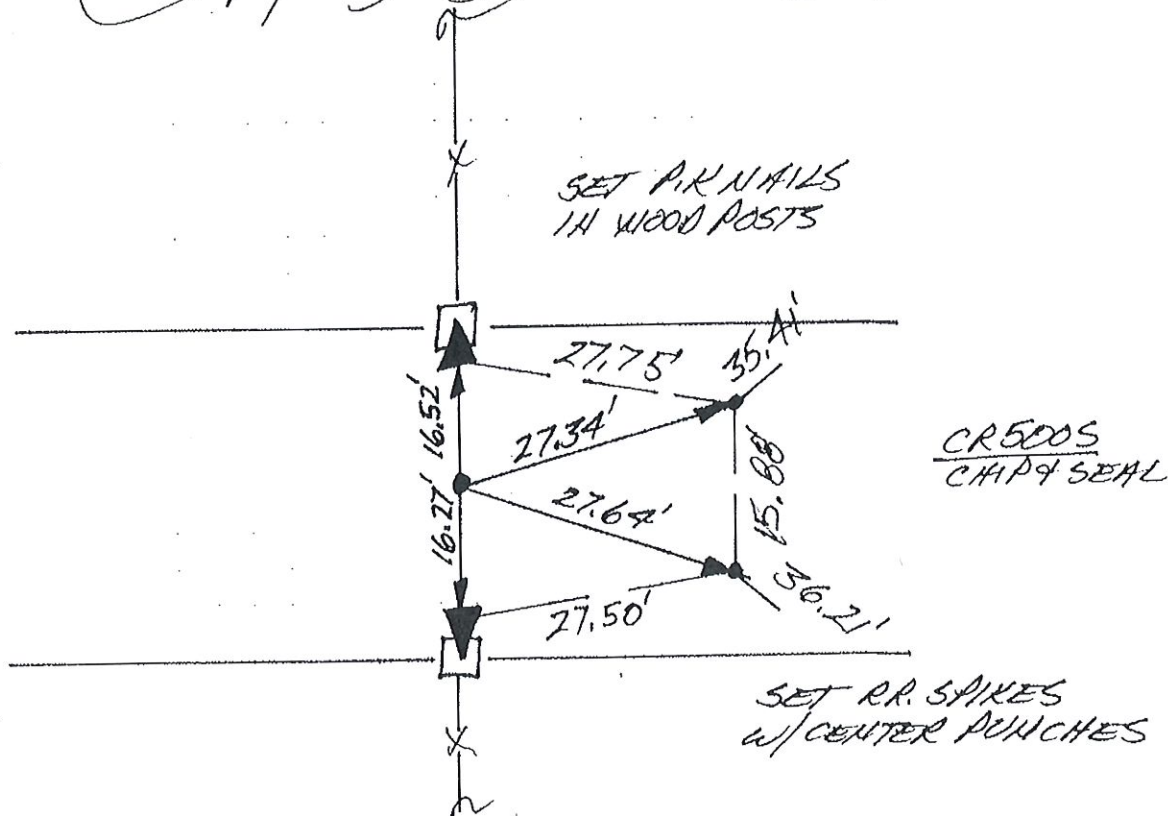 SET P.K NAILS
IN WOOD POSTS
27.75'
35.41'
16.52'
27.34'
CR500S
CHIP & SEAL
15.88'
16.27'
27.64'
36.21'
27.50'
SET RR. SPIKES
W/CENTER PUNCHES